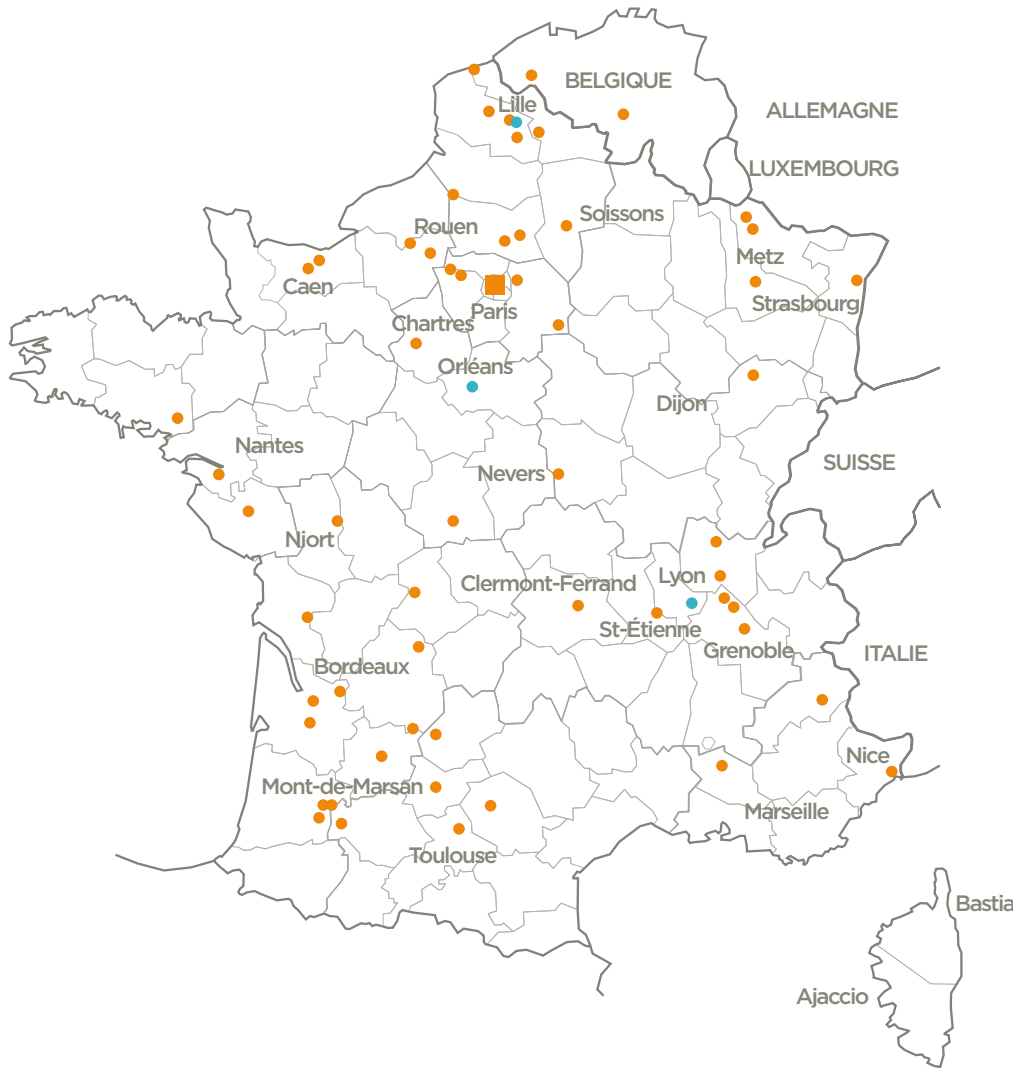 BELGIQUE
Lille
ALLEMAGNE
LUXEMBOURG
Soissons
Rouen
Metz
Caen
Strasbourg
Paris
Chartres
Orléans
Dijon
Nantes
SUISSE
Nevers
Niort
Lyon
Clermont-Ferrand
St-Étienne
Grenoble
ITALIE
Bordeaux
Nice
Mont-de-Marsan
Marseille
Toulouse
Bastia
Ajaccio